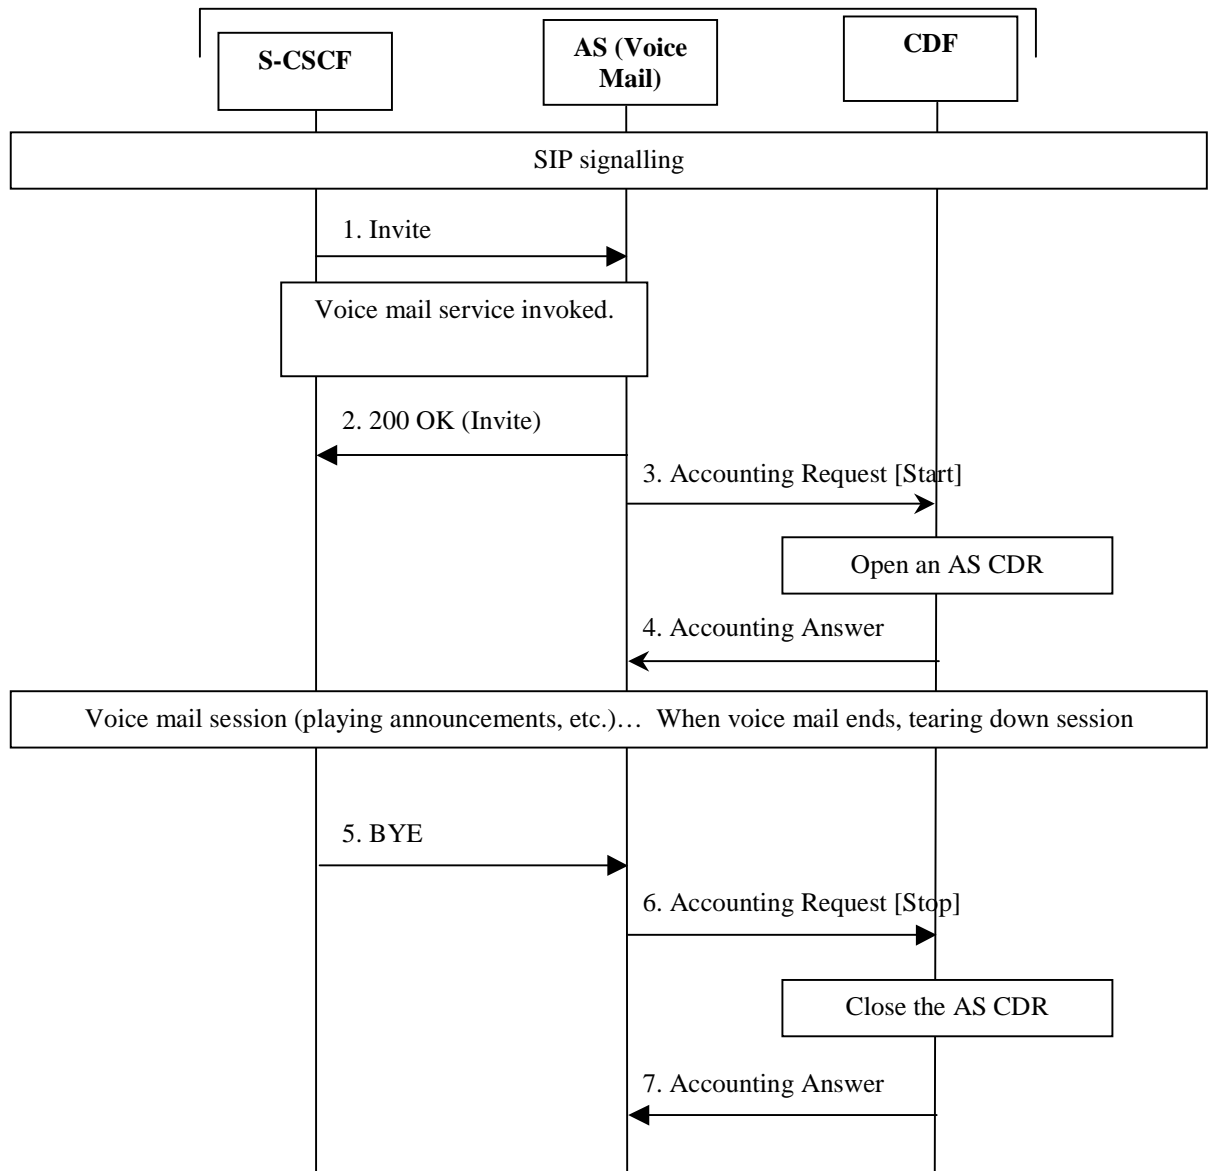 S-CSCF
AS (Voice
Mail)
CDF
SIP signalling
1. Invite
Voice mail service invoked.
2. 200 OK (Invite)
3. Accounting Request [Start]
Open an AS CDR
4. Accounting Answer
Voice mail session (playing announcements, etc.)… When voice mail ends, tearing down session
5. BYE
6. Accounting Request [Stop]
Close the AS CDR
7. Accounting Answer